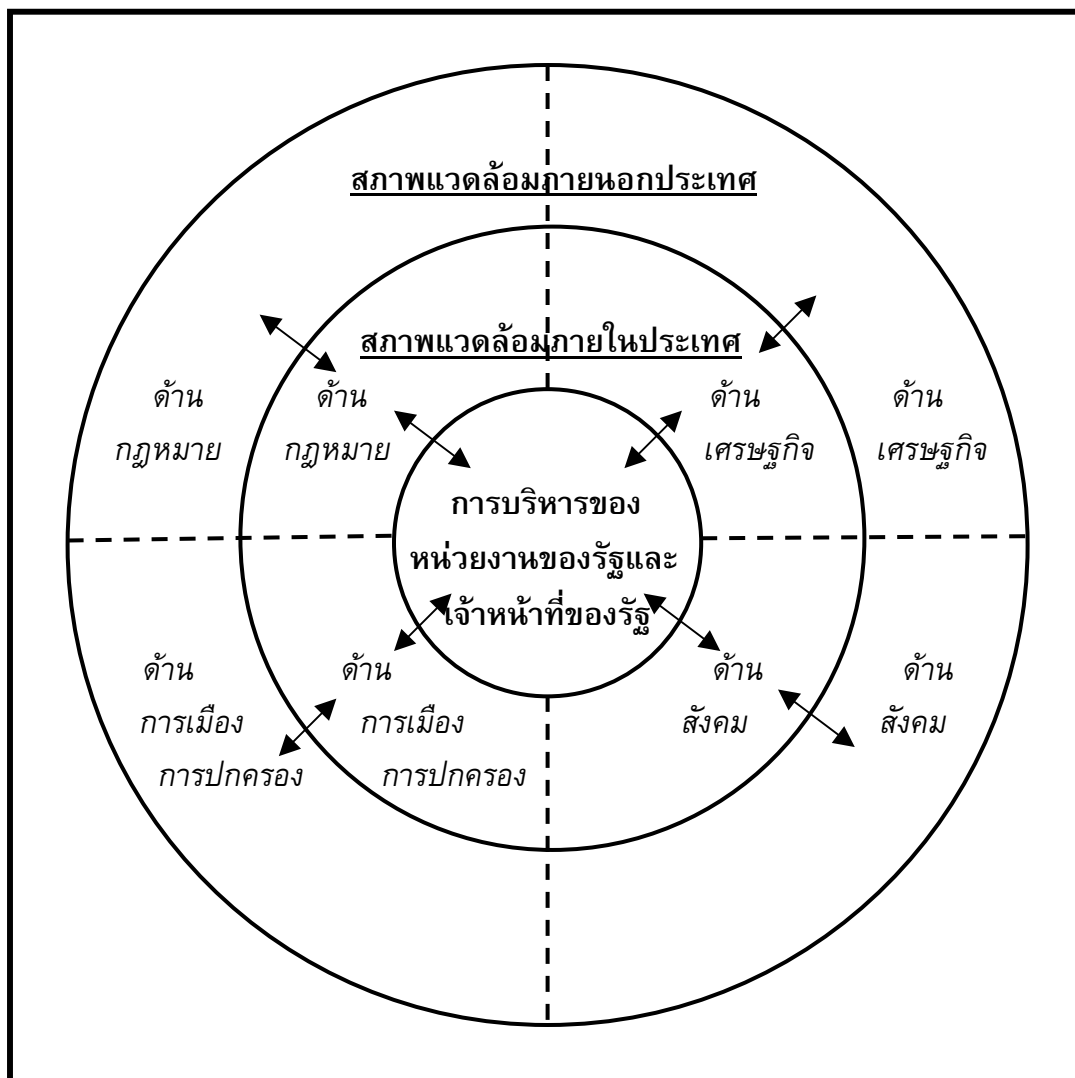 สภาพแวดล้อมภายนอกประเทศ
สภาพแวดล้อมภายในประเทศ
ด้าน
กฎหมาย
ด้าน
กฎหมาย
ด้าน
เศรษฐกิจ
ด้าน
เศรษฐกิจ
การบริหารของ
หน่วยงานของรัฐและ
เจ้าหน้าที่ของรัฐ
ด้าน
การเมือง
การปกครอง
ด้าน
การเมือง
การปกครอง
ด้าน
สังคม
ด้าน
สังคม